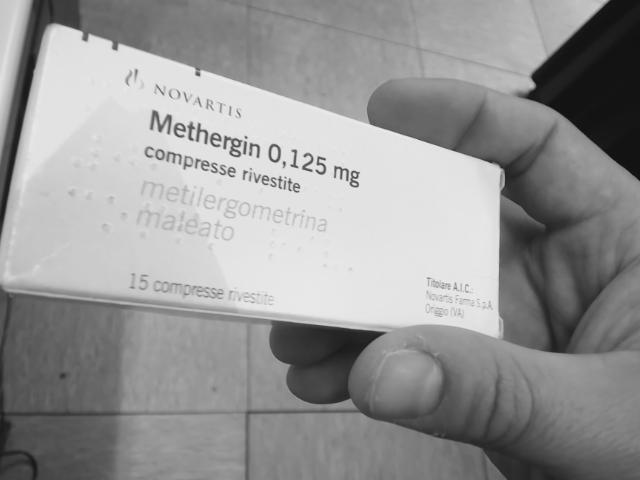 NOVARTIS
Methergin 0,125 mg
compresse rivestite
metilergometrina
maleato
15 compresse rivestite
Titolare A.I.C.:
Novartis Farma S.p.A.
Origgio (VA)